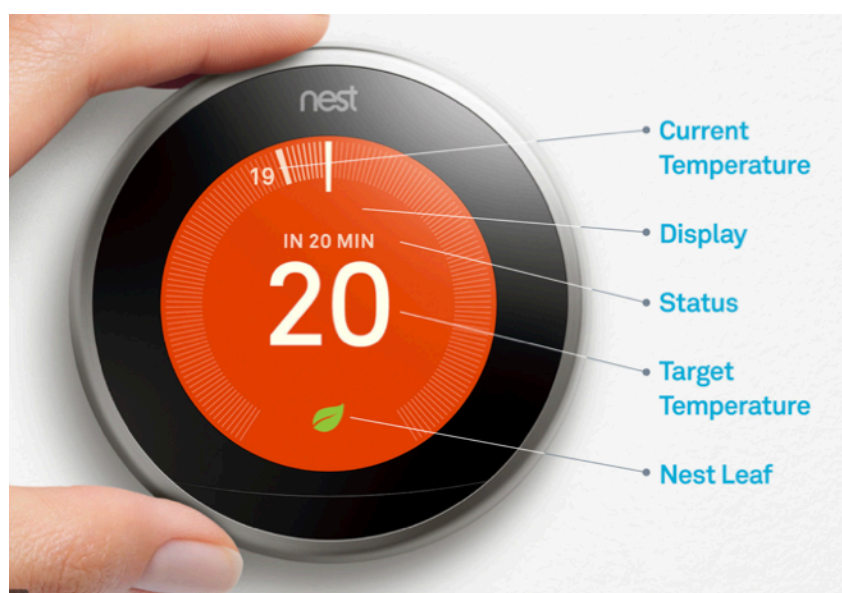 nest
19
IN 20 MIN
20
Current
Temperature
Display
Status
Target
Temperature
Nest Leaf